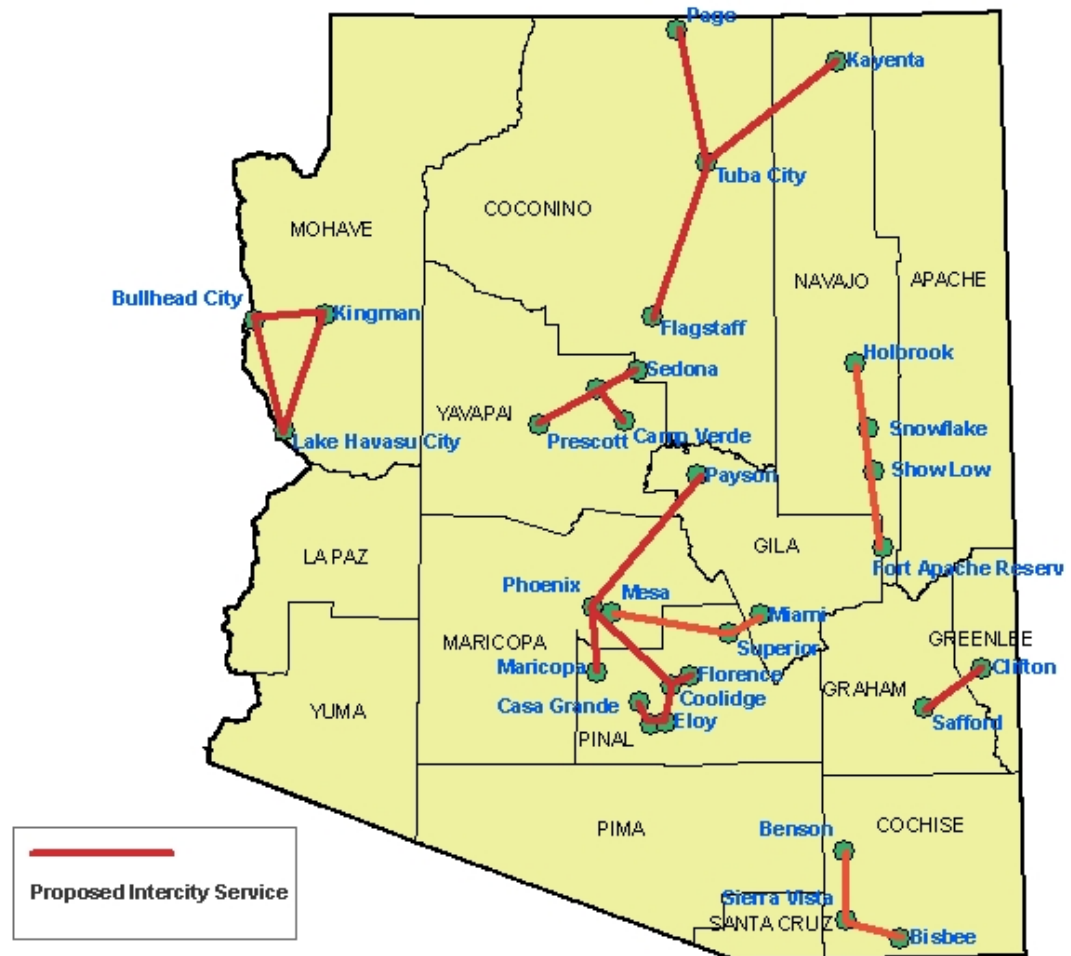 Page
Kayenta
Tuba City
COCONINO
MOHAVE
NAVAJO
APACHE
Bullhead City
Kingman
Flagstaff
Holbrook
Sedona
YAVAPAI
Snowflake
Lake Havasu City
Prescott
Camp Verde
Payson
Show Low
GILA
LA PAZ
Fort Apache Reserv
Phoenix
Mesa
Miami
MARICOPA
Superior
GREENLEE
Maricopa
Florence
Clifton
Coolidge
GRAHAM
Casa Grande
YUMA
Eloy
Safford
PINAL
PIMA
Benson
COCHISE
Proposed Intercity Service
Sierra Vista
SANTA CRUZ
Bisbee